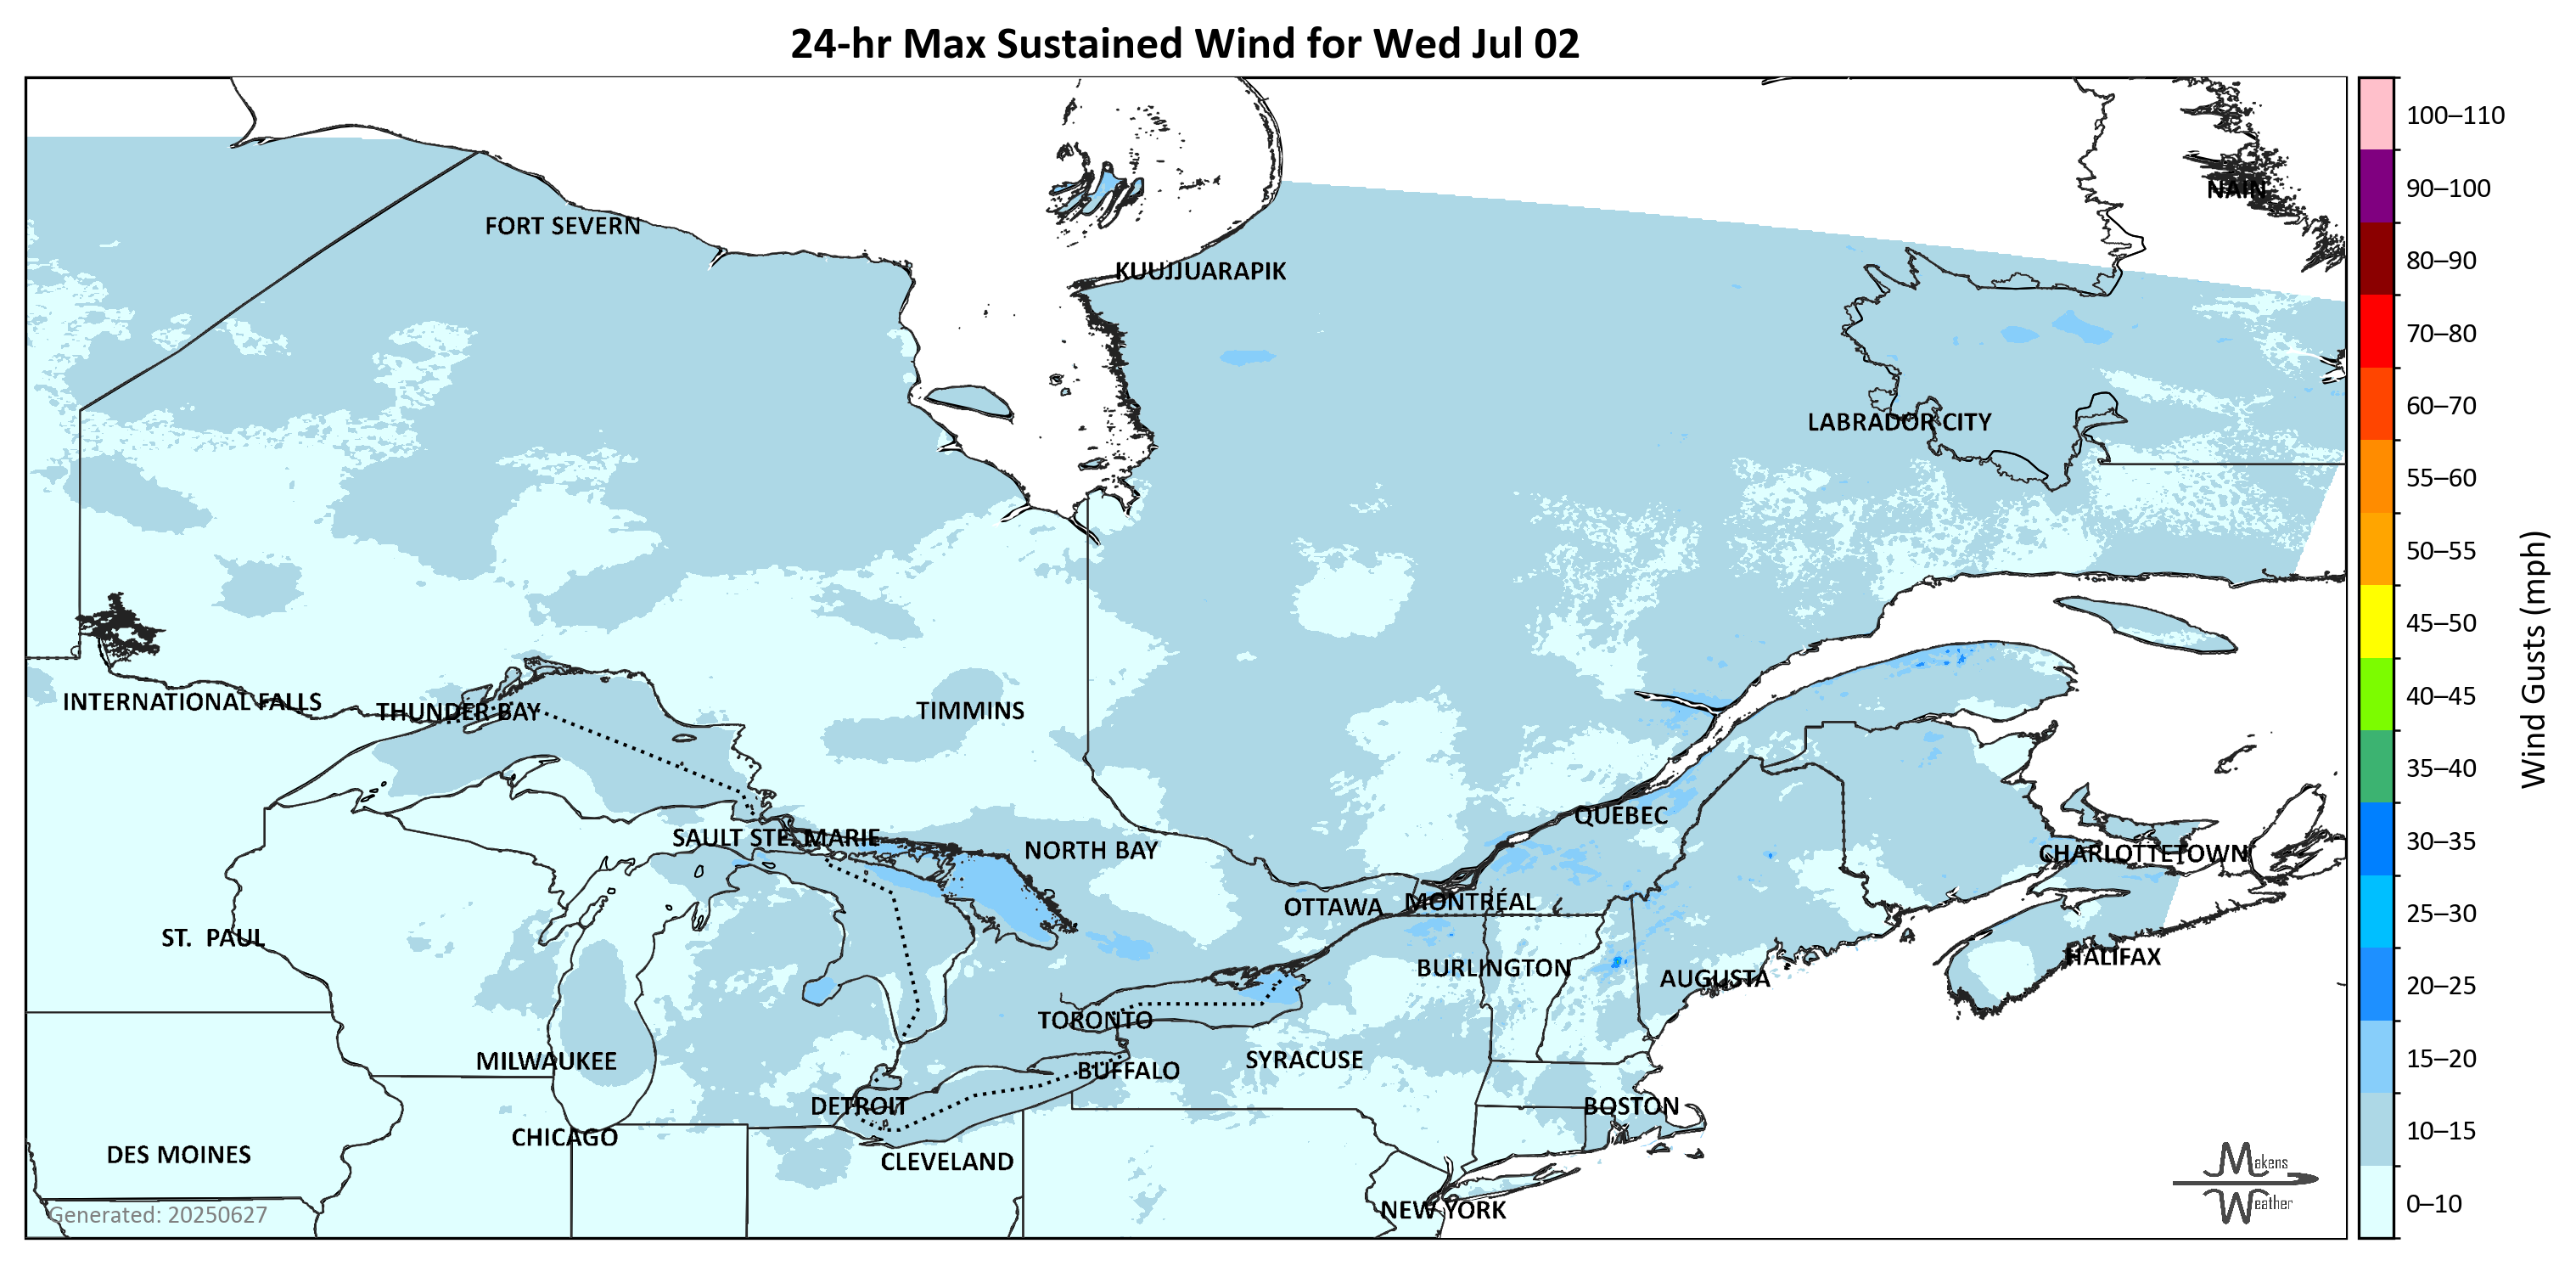 24-hr Max Sustained Wind for Wed Jul 02
100–110
90–100
NAIN
FORT SEVERN
80–90
KUUJJUARAPIK
70–80
60–70
LABRADOR CITY
55–60
50–55
45–50
Wind Gusts (mph)
INTERNATIONAL FALLS
THUNDER BAY
TIMMINS
40–45
35–40
QUÉBEC
SAULT STE. MARIE
NORTH BAY
CHARLOTTETOWN
30–35
OTTAWA
MONTRÉAL
25–30
ST. PAUL
HALIFAX
BURLINGTON
AUGUSTA
20–25
TORONTO
MILWAUKEE
SYRACUSE
BUFFALO
15–20
DETROIT
BOSTON
CHICAGO
10–15
DES MOINES
CLEVELAND
Makens
Weather
NEW YORK
0–10
Generated: 20250627